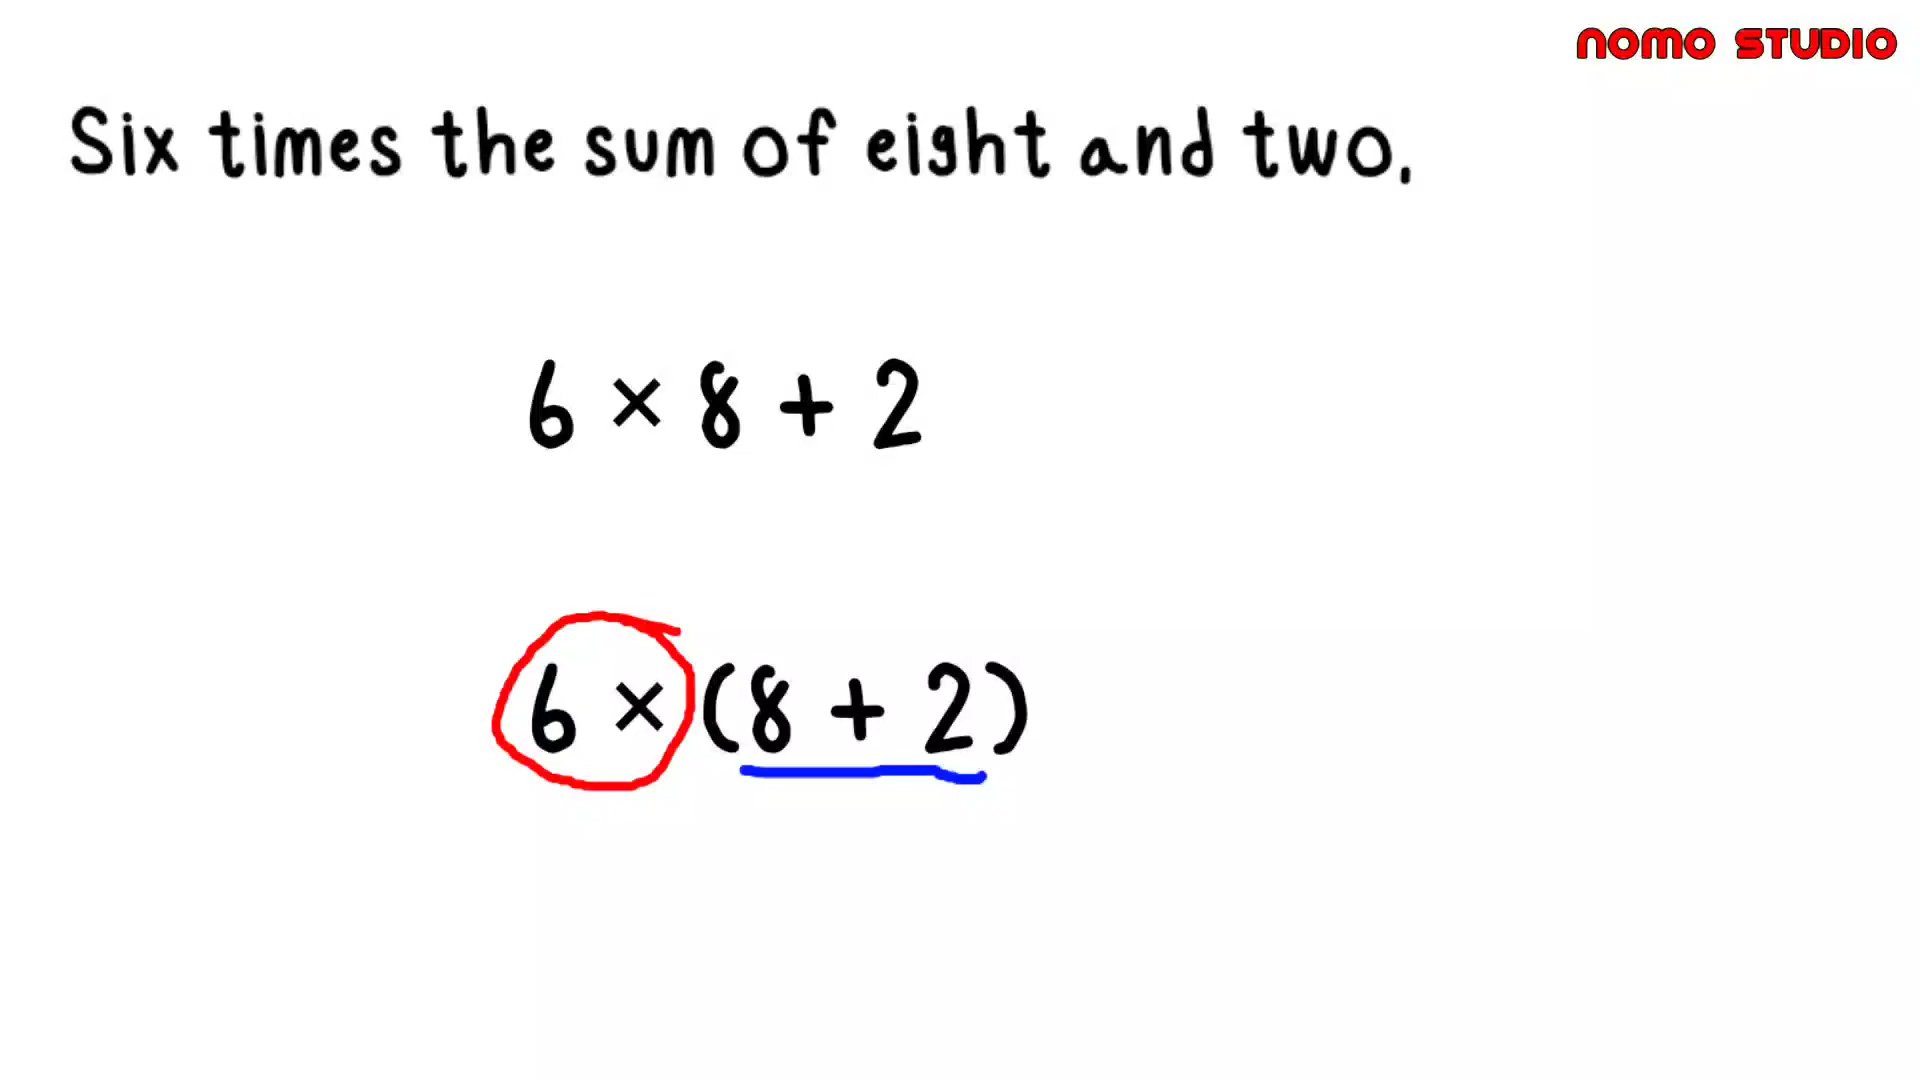 NOMO STUDIO
Six times the sum of eight and two.
6 × 8 + 2
6 × (8 + 2)